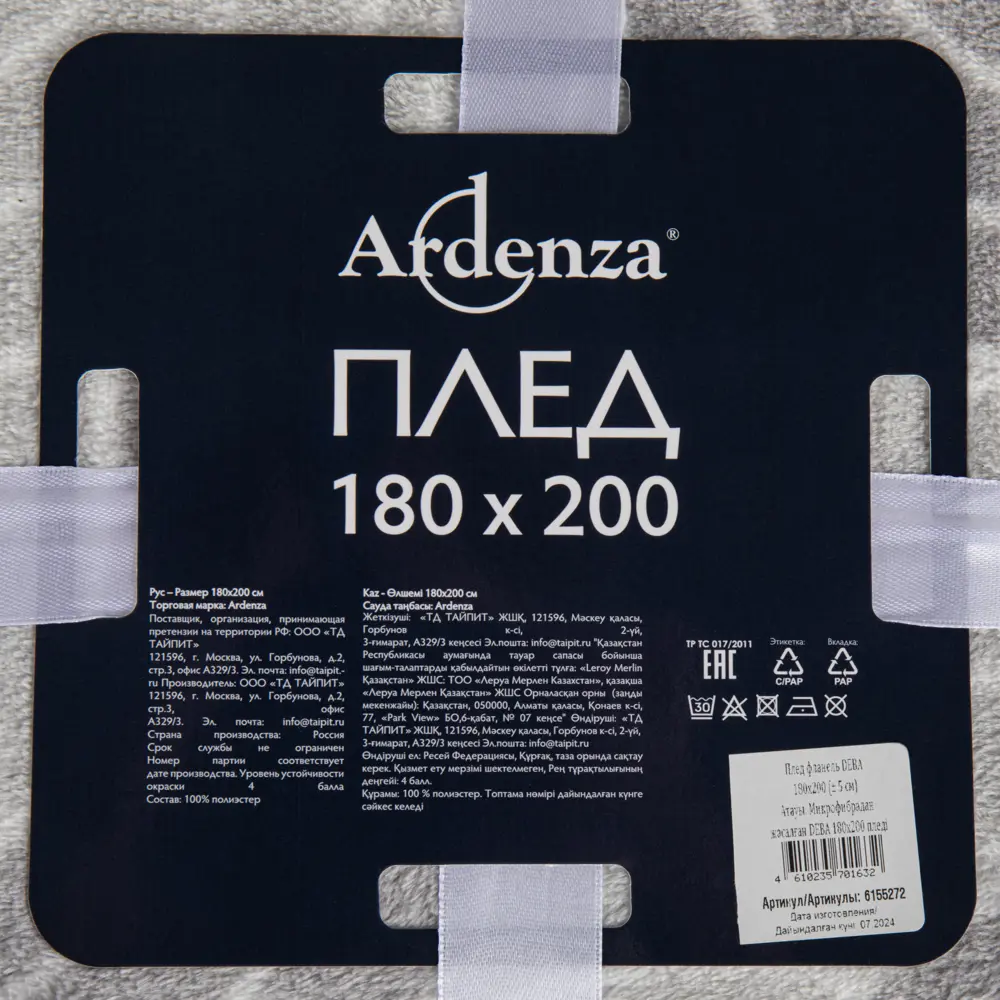 Ardenza®
ПЛЕД
180 x 200
Рус – Размер 180x200 см
Торговая марка: Ardenza
Поставщик, организация, принимающая
претензии на территории РФ: ООО «ТД
ТАЙПИТ»
121596, г. Москва, ул. Горбунова, д.2,
стр.3, офис А329/3. Эл. почта: info@taipit.-
ru Производитель: ООО «ТД ТАЙПИТ»
121596, г. Москва, ул. Горбунова, д.2,
стр.3, офис
А329/3. Эл. почта: info@taipit.ru
Страна производства: Россия
Срок службы не ограничен
Номер партии соответствует
дате производства. Уровень устойчивости
окраски 4 балла
Состав: 100% полиэстер
Kaz - Өлшемі 180x200 см
Сауда таңбасы: Ardenza
Жеткізуші: «ТД ТАЙПИТ» ЖШҚ, 121596, Мәскеу қаласы,
Горбунов к-сі, 2-үй,
3-ғимарат, А329/3 кеңсесі Эл.пошта: info@taipit.ru "Қазақстан
Республикасы аумағында тауар сапасы бойынша
шағым-талаптарды қабылдайтын өкілетті тұлға: «Leroy Merlin
Қазақстан» ЖШС: ТОО «Леруа Мерлен Казахстан», қазақша
«Леруа Мерлен Қазақстан» ЖШС Орналасқан орны (заңды
мекенжайы): Қазақстан, 050000, Алматы қаласы, Қонаев к-сі,
77, «Park View» БО,6-қабат, № 07 кеңсе" Өндіруші: «ТД
ТАЙПИТ» ЖШҚ, 121596, Мәскеу қаласы, Горбунов к-сі, 2-үй,
3-ғимарат, А329/3 кеңсесі Эл.пошта: info@taipit.ru
Өндіруші ел: Ресей Федерациясы, Құрғақ, таза орында сақтау
керек. Қызмет ету мерзімі шектелмеген, Рең тұрақтылығының
деңгейі: 4 балл.
Құрамы: 100 % полиэстер. Топтама нөмірі дайындалған күнге
сәйкес келеді
ТР ТС 017/2011
ЕАС
Этикетка:
C/PAP
Вкладка:
PAP
30
Плед фланель DEBA
180x200 (± 5 см)
Атауы. Микрофибрадан
жасалған DEBA 180x200 пледі
4 610235 701632
Артикул/Артикулы: 6155272
Дата изготовления/
Дайындалған күні: 07.2024